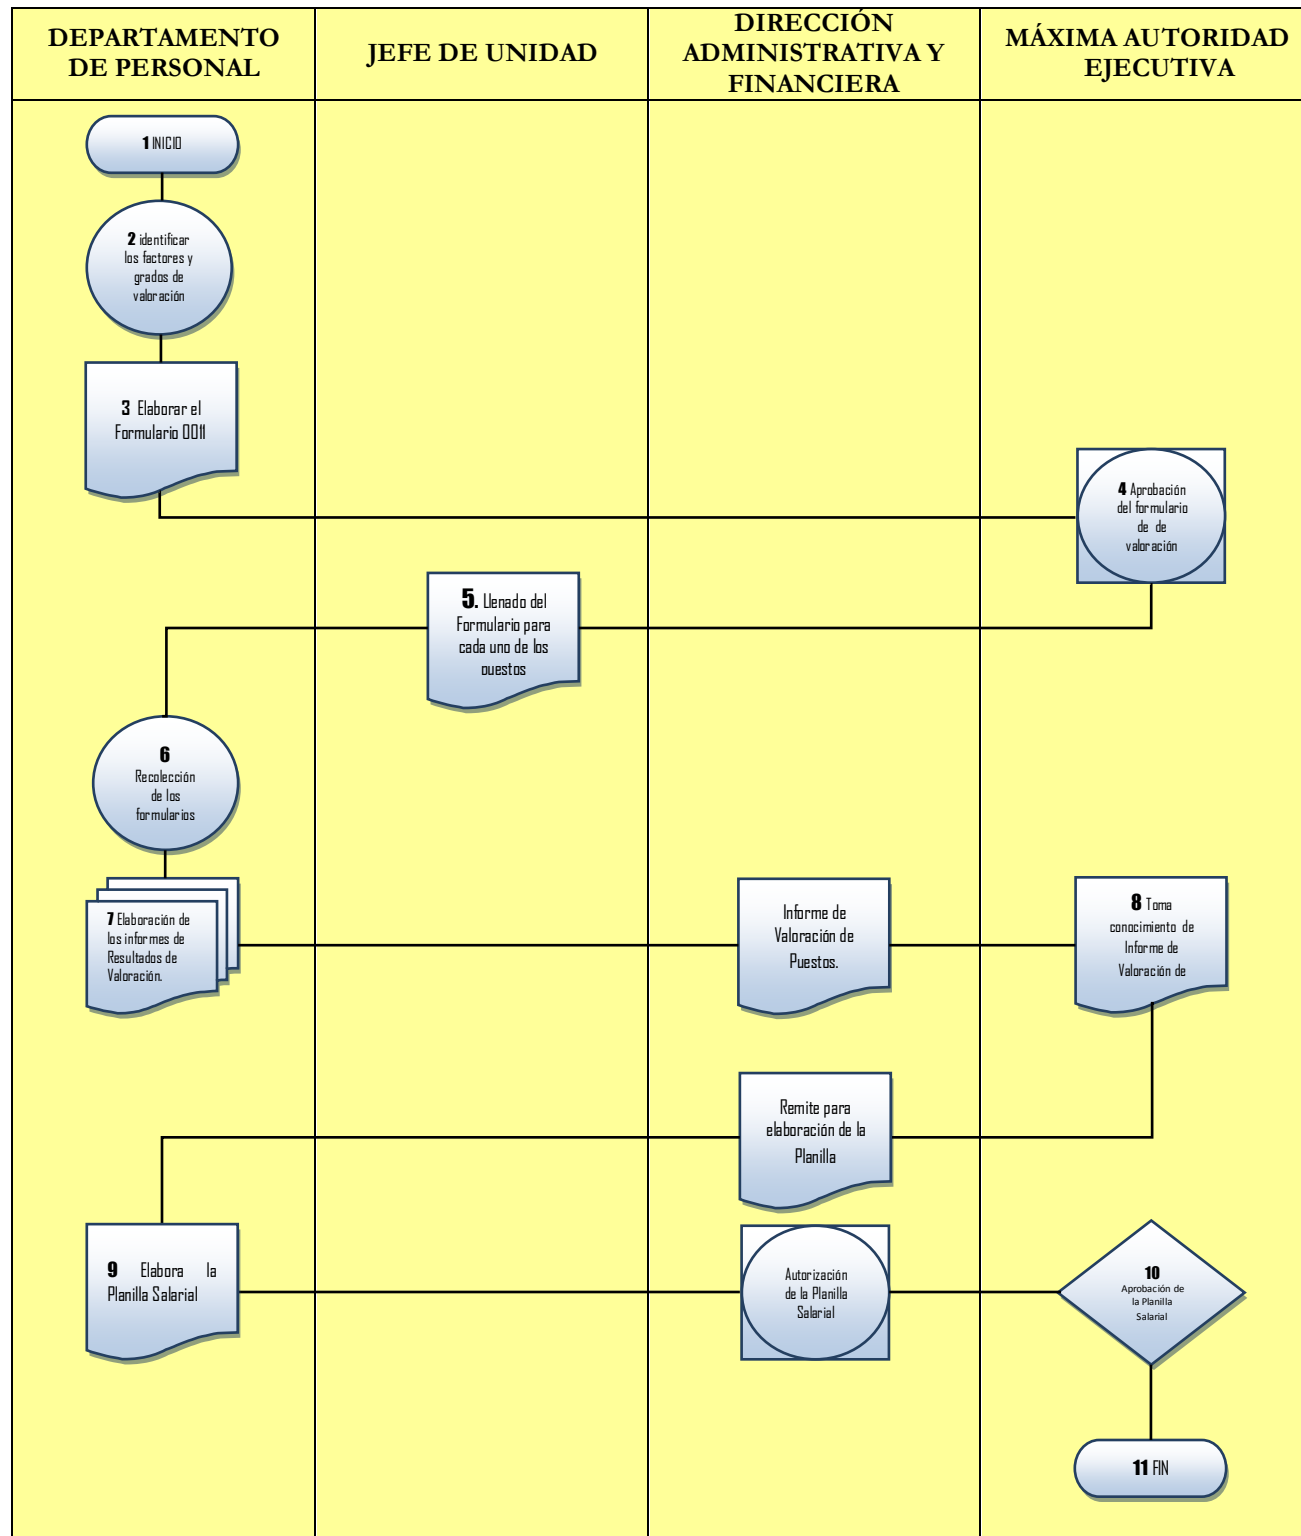 DEPARTAMENTO
DE PERSONAL
JEFE DE UNIDAD
DIRECCIÓN
ADMINISTRATIVA Y
FINANCIERA
MÁXIMA AUTORIDAD
EJECUTIVA
1 INICIO
2 identificar
los factores y
grados de
valoración
3 Elaborar el
Formulario 0011
4 Aprobación
del formulario
de de
valoración
5. Llenado del
Formulario para
cada uno de los
puestos
6
Recolección
de los
formularios
7 Elaboración de
los informes de
Resultados de
Valoración.
Informe de
Valoración de
Puestos.
8 Toma
conocimiento de
Informe de
Valoración de
Remite para
elaboración de la
Planilla
9 Elabora la
Planilla Salarial
Autorización
de la Planilla
Salarial
10
Aprobación de
la Planilla
Salarial
11 FIN